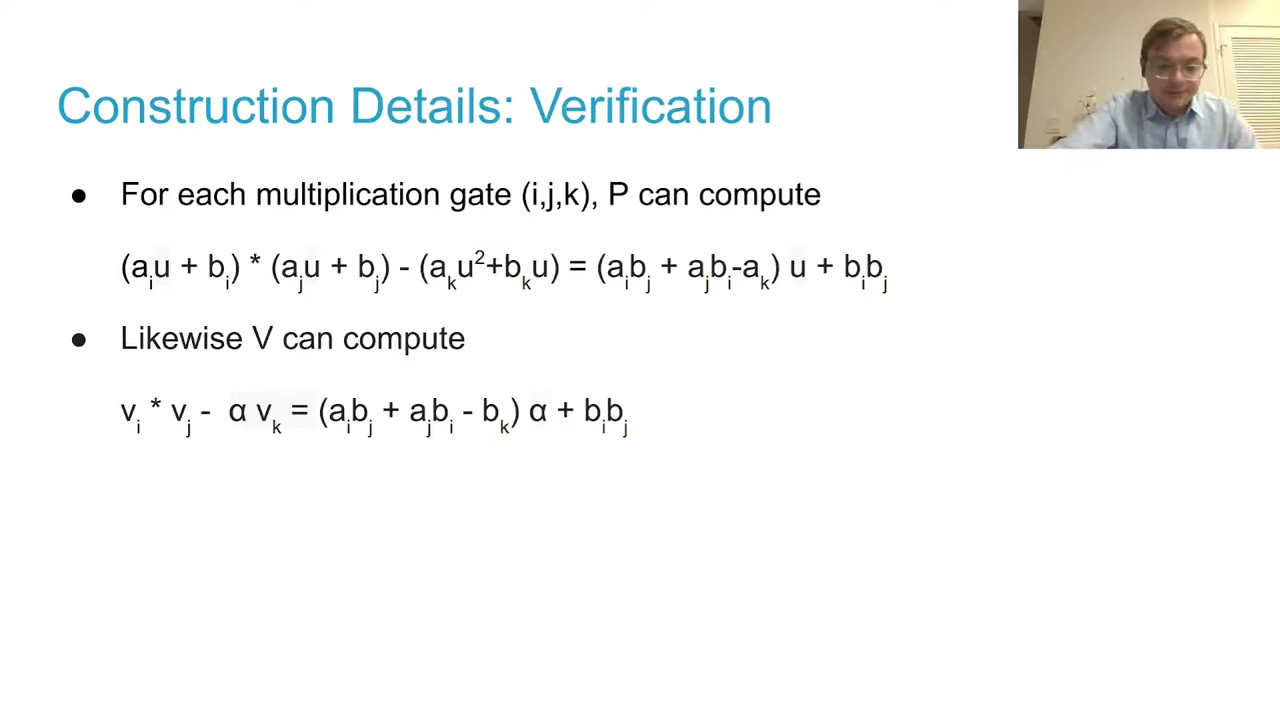 Construction Details: Verification
● For each multiplication gate (i,j,k), P can compute
(aᵢu + bᵢ) * (aⱼu + bⱼ) - (aₖu²+bₖu) = (aᵢbⱼ + aⱼbᵢ-aₖ) u + bᵢbⱼ
● Likewise V can compute
vᵢ * vⱼ - α vₖ = (aᵢbⱼ + aⱼbᵢ - bₖ) α + bᵢbⱼ